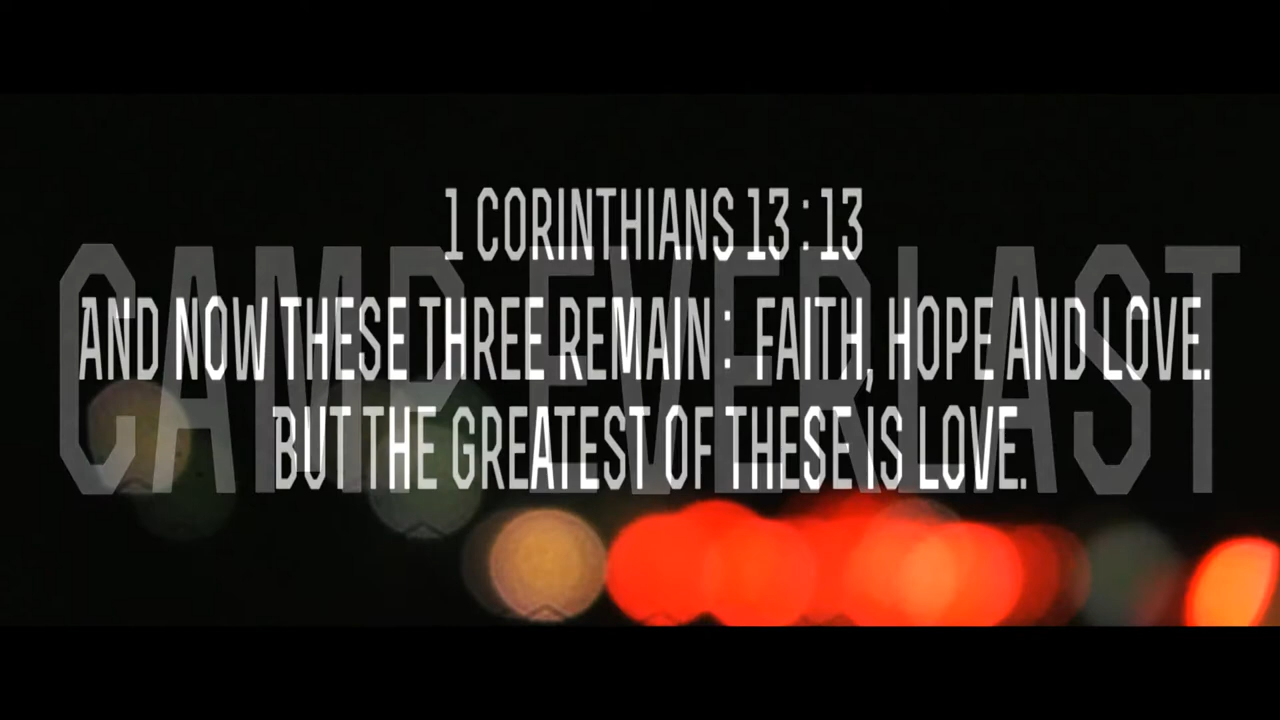 1 CORINTHIANS 13 : 13
CAMP EVERLAST
AND NOW THESE THREE REMAIN : FAITH, HOPE AND LOVE.
BUT THE GREATEST OF THESE IS LOVE.